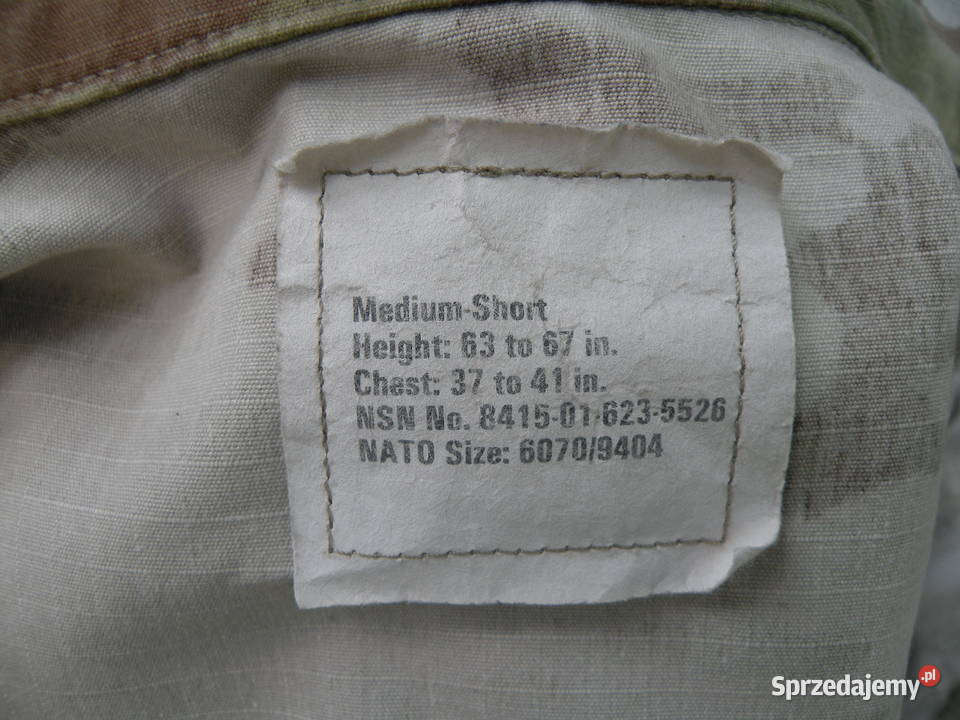 Medium-Short
Height: 63 to 67 in.
Chest: 37 to 41 in.
NSN No. 8415-01-623-5526
NATO Size: 6070/9404
Sprzedajemy.pl